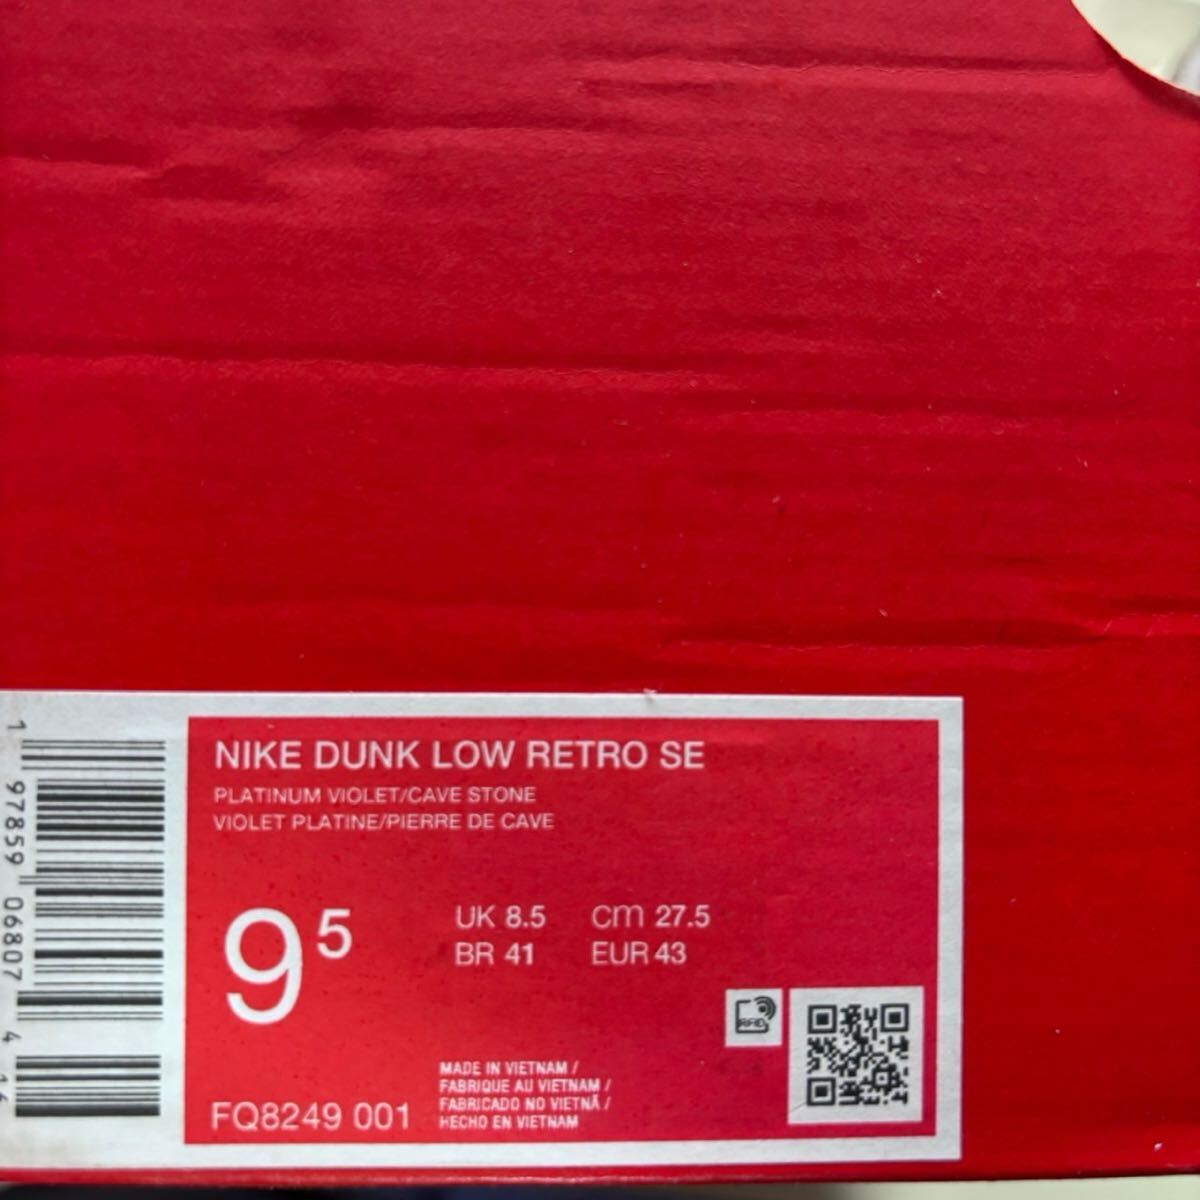 NIKE DUNK LOW RETRO SE
PLATINUM VIOLET/CAVE STONE
VIOLET PLATINE/PIERRE DE CAVE
9 5
UK 8.5 cm 27.5
BR 41 EUR 43
RFID
MADE IN VIETNAM /
FABRIQUE AU VIETNAM /
FABRICADO NO VIETNÃ /
HECHO EN VIETNAM
FQ8249 001
1 97859 06807 4